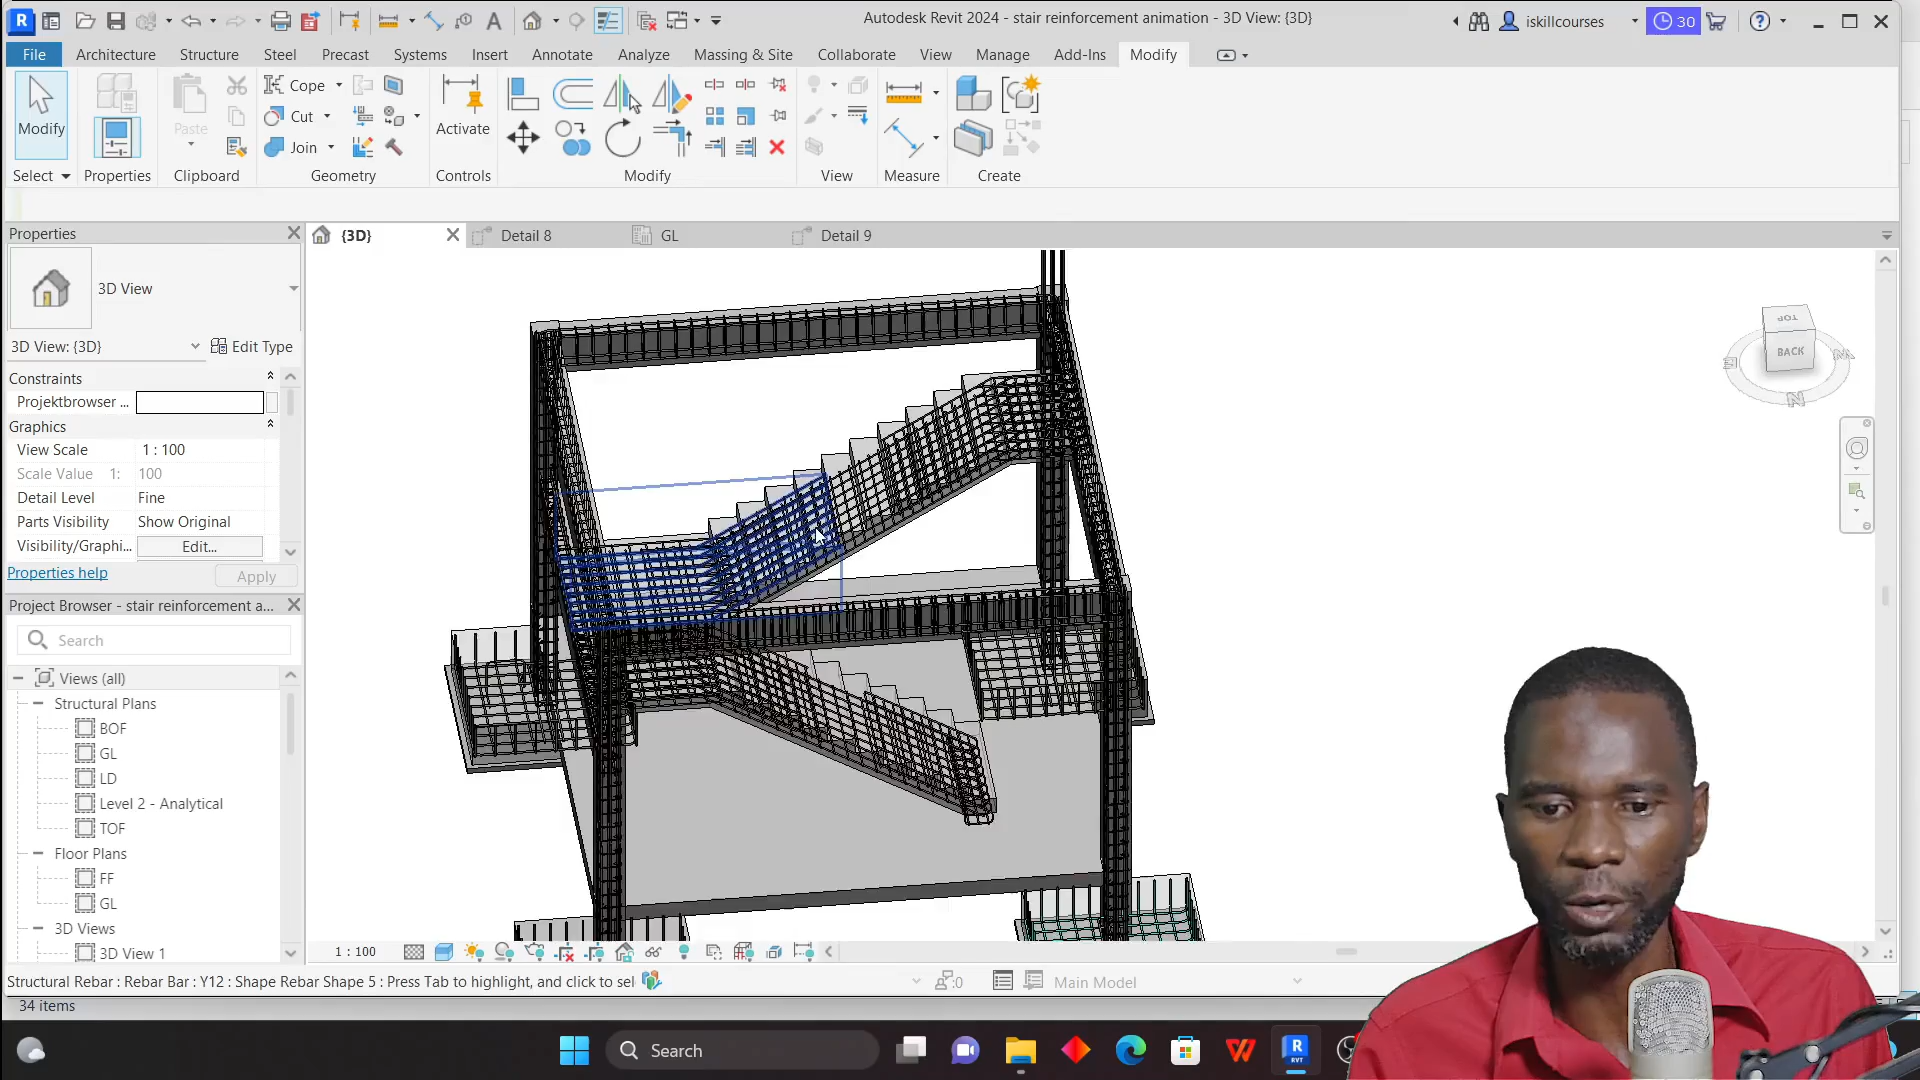 Autodesk Revit 2024 - stair reinforcement animation - 3D View: {3D}
iskillcourses
30
File
Architecture
Structure
Steel
Precast
Systems
Insert
Annotate
Analyze
Massing & Site
Collaborate
View
Manage
Add-Ins
Modify
Modify
Paste
Cope
Cut
Join
Activate
Select
Properties
Clipboard
Geometry
Controls
Modify
View
Measure
Create
Properties
{3D}
Detail 8
GL
Detail 9
3D View
3D View: {3D}
Edit Type
Constraints
Projektbrowser ...
Graphics
View Scale
1 : 100
Scale Value 1:
100
Detail Level
Fine
Parts Visibility
Show Original
Visibility/Graphi...
Edit...
Properties help
Apply
TOP
BACK
N
Project Browser - stair reinforcement a...
Search
Views (all)
Structural Plans
BOF
GL
LD
Level 2 - Analytical
TOF
Floor Plans
FF
GL
3D Views
3D View 1
1 : 100
Structural Rebar : Rebar Bar : Y12 : Shape Rebar Shape 5 : Press Tab to highlight, and click to sel
:0
Main Model
34 items
Search
R
RVT